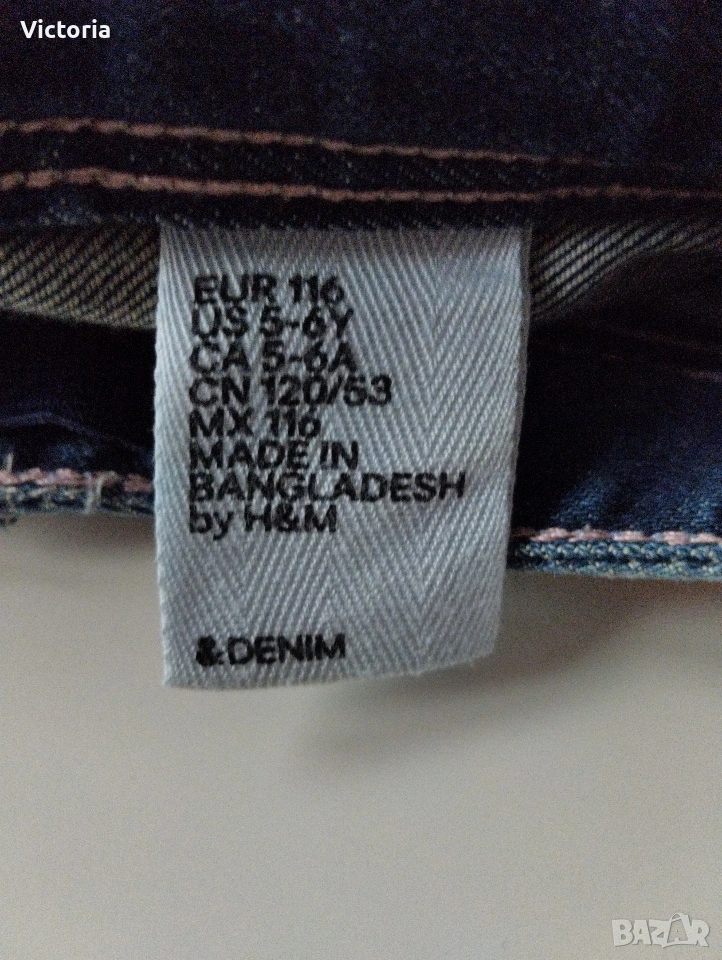 Victoria
EUR 116
US 5-6Y
CA 5-6A
CN 120/53
MX 116
MADE IN
BANGLADESH
by H&M
&DENIM
BAZAR